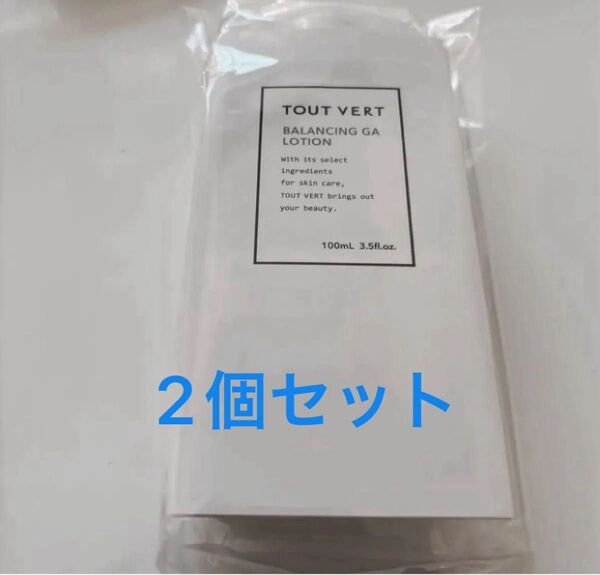 TOUT VERT
BALANCING GA
LOTION
With its select
ingredients
for skin care,
TOUT VERT brings out
your beauty.
100mL 3.5fl.oz.
2個セット